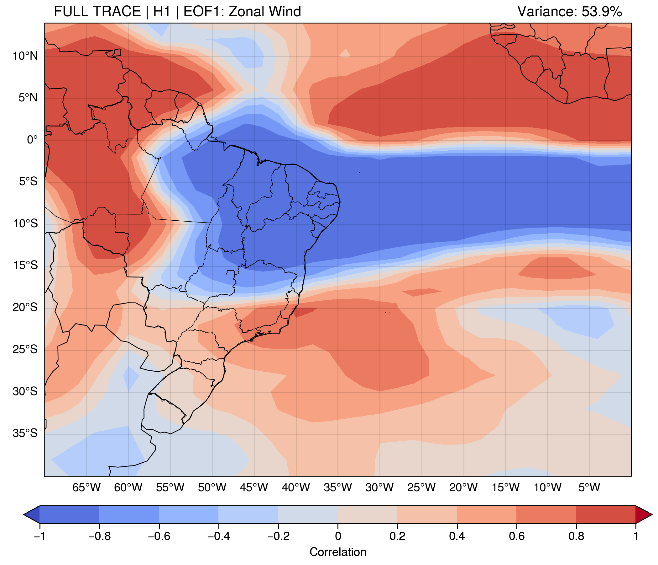 FULL TRACE | H1 | EOF1: Zonal Wind Variance: 53.9%
10°N
5°N
0°
5°S
10°S
15°S
20°S
25°S
30°S
35°S
65°W 60°W 55°W 50°W 45°W 40°W 35°W 30°W 25°W 20°W 15°W 10°W 5°W
−1 −0.8 −0.6 −0.4 −0.2 0 0.2 0.4 0.6 0.8 1
Correlation